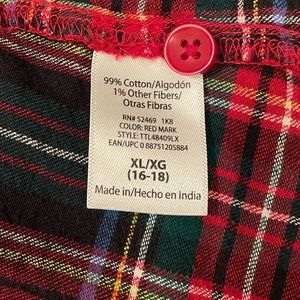 99% Cotton/Algodón
1% Other Fibers/
Otras Fibras
RN# 52469 1K8
COLOR: RED MARK
STYLE: TTL48409LX
EAN/UPC 0 88751205884
XL/XG
(16-18)
Made in/Hecho en India